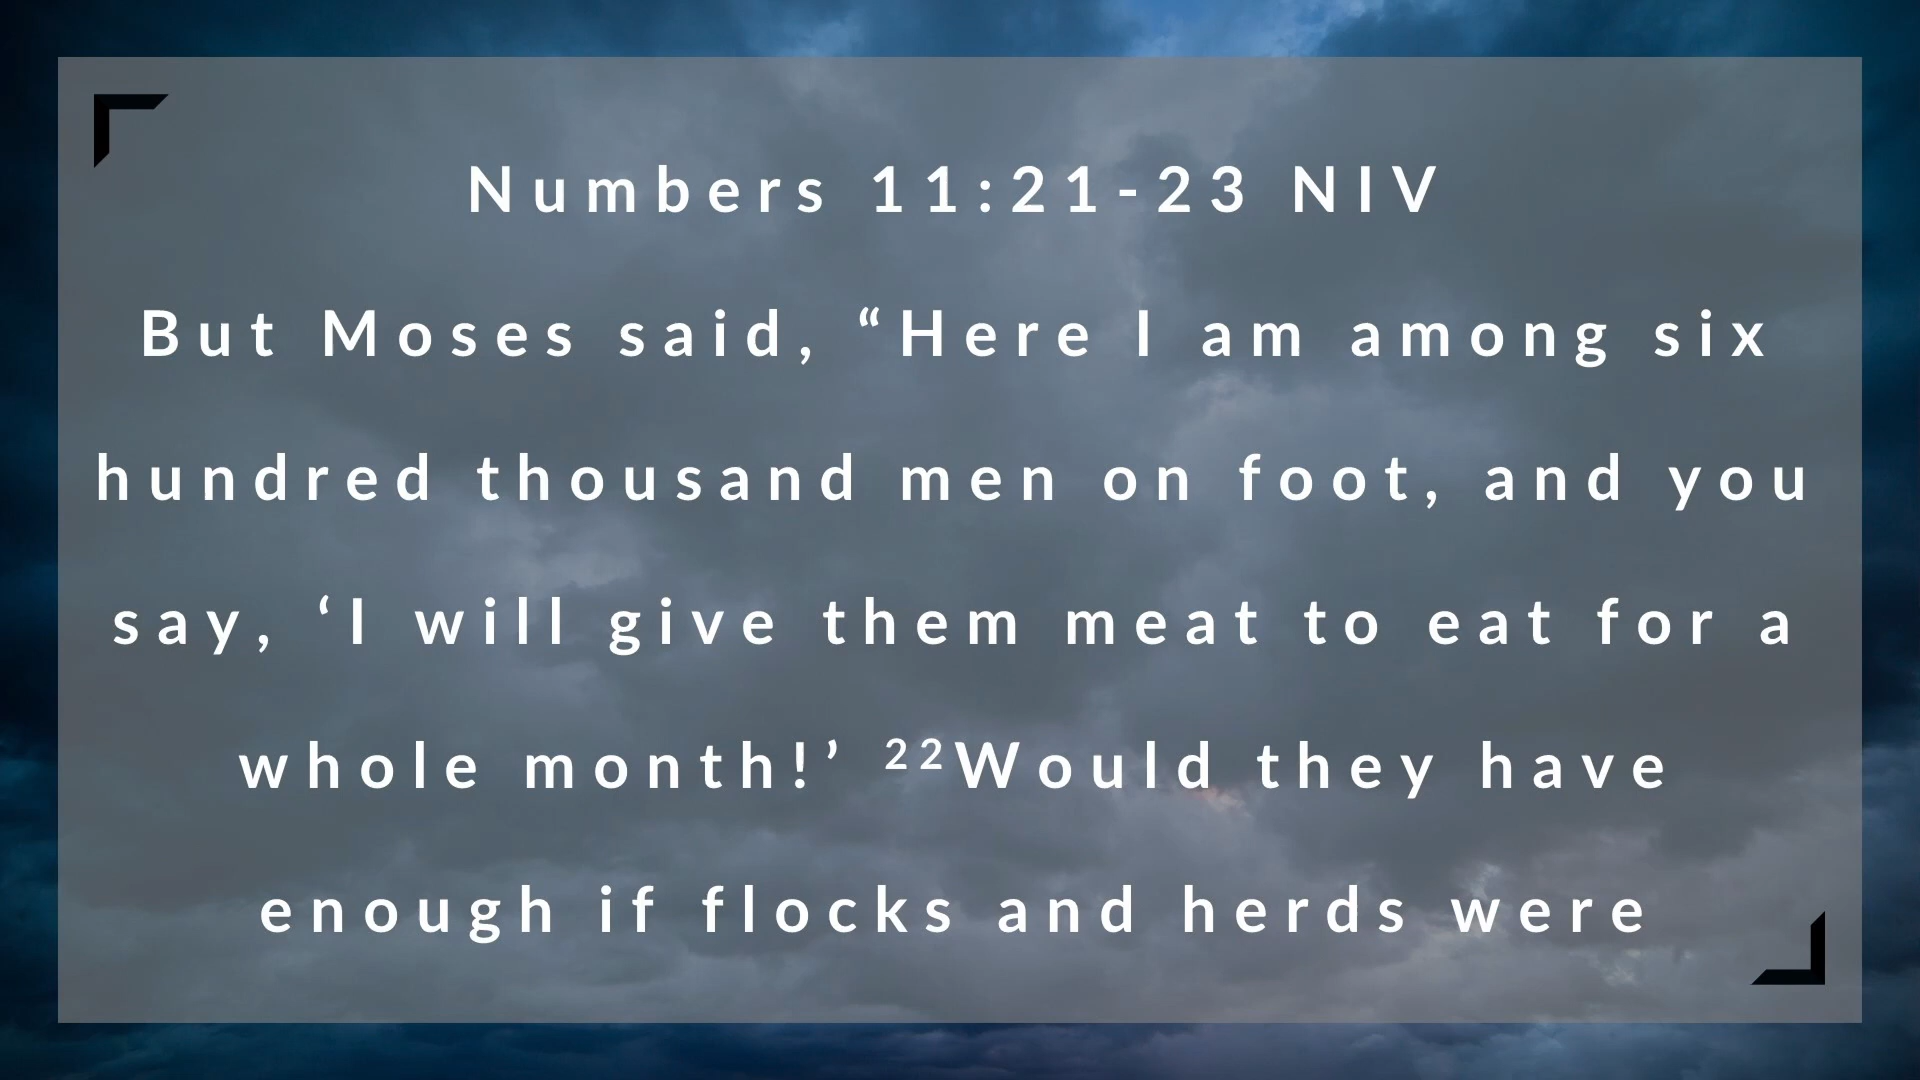 Numbers 11:21-23 NIV
But Moses said, “Here I am among six
hundred thousand men on foot, and you
say, ‘I will give them meat to eat for a
whole month!’ ²²Would they have
enough if flocks and herds were